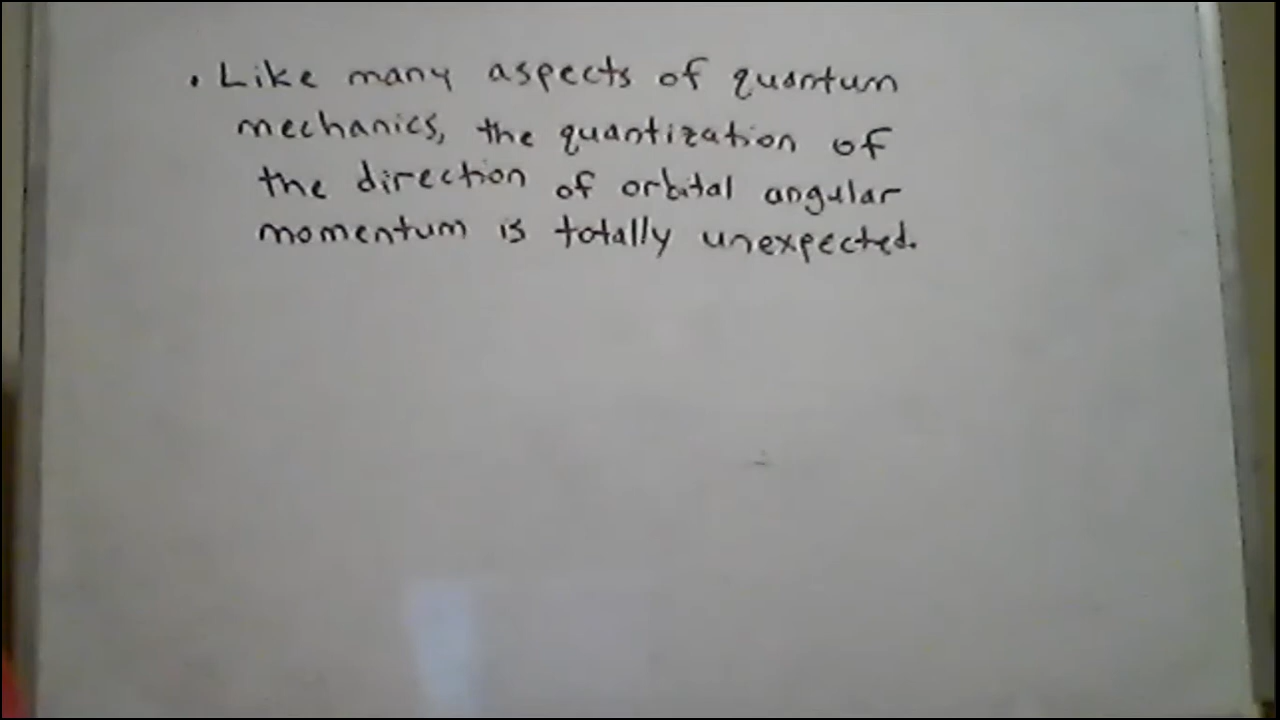 • Like many aspects of quantum
mechanics, the quantization of
the direction of orbital angular
momentum is totally unexpected.